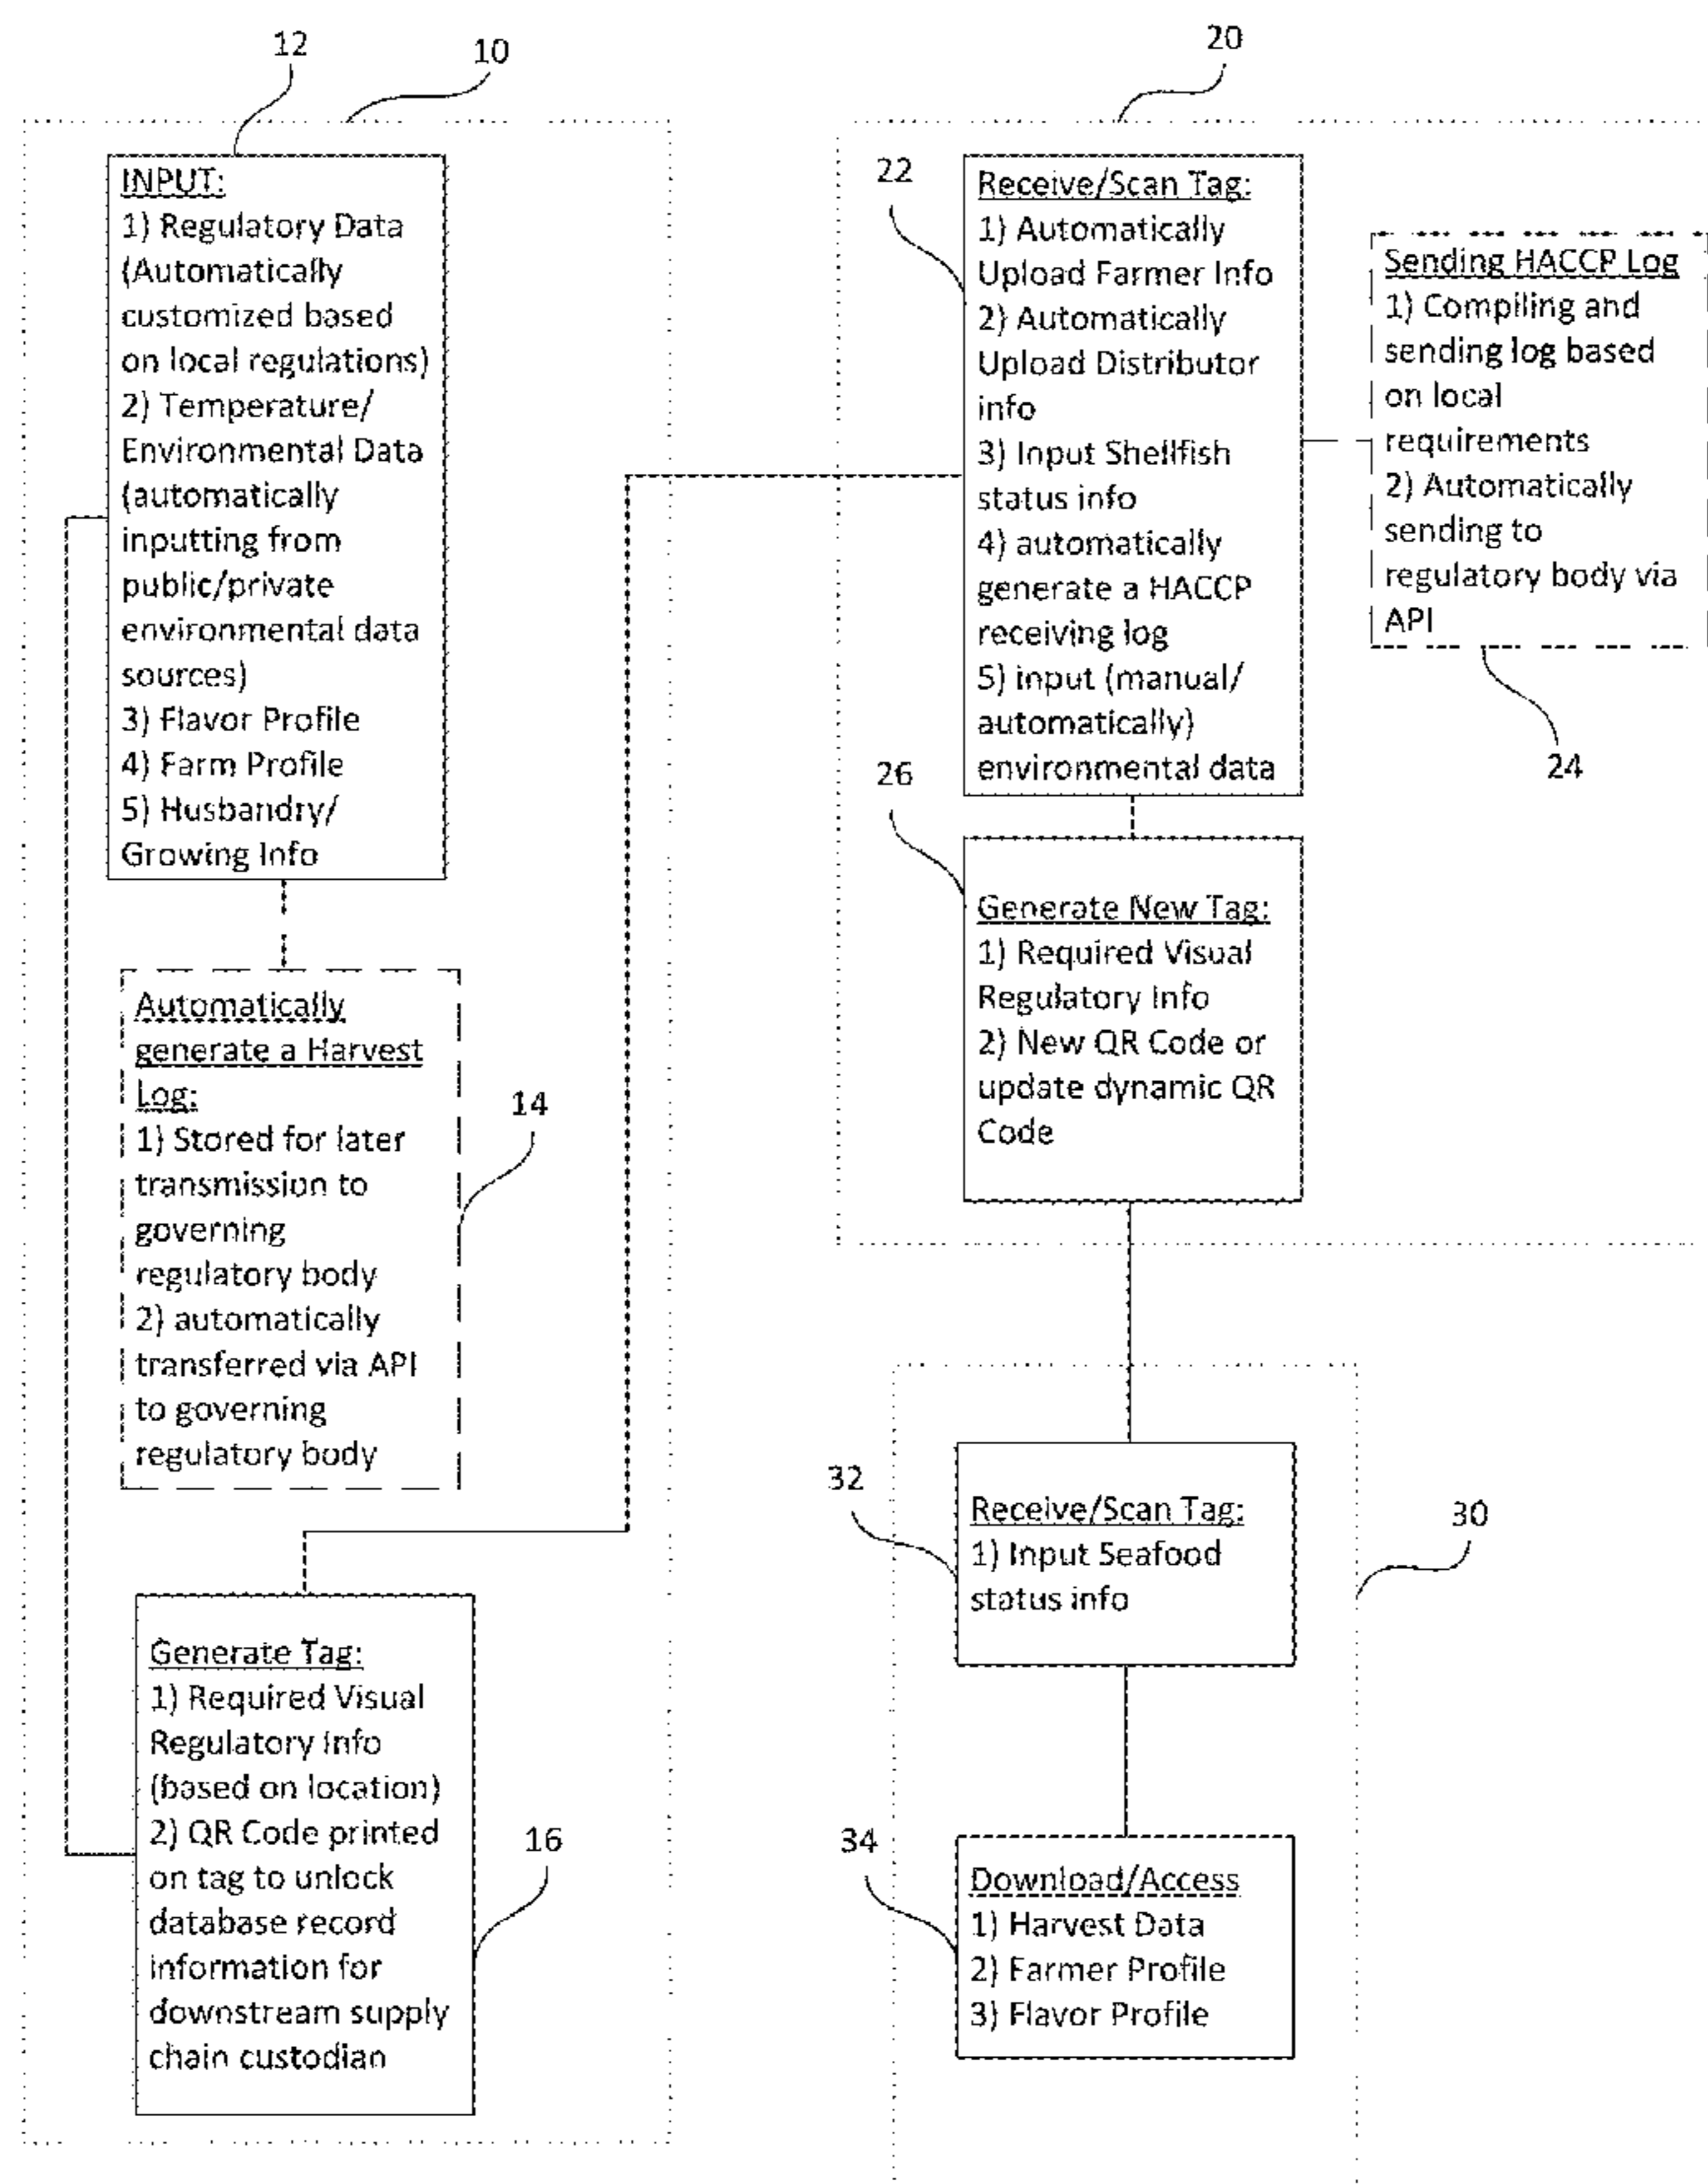 12
10
INPUT:
1) Regulatory Data
(Automatically
customized based
on local regulations)
2) Temperature/
Environmental Data
(automatically
inputting from
public/private
environmental data
sources)
3) Flavor Profile
4) Farm Profile
5) Husbandry/
Growing Info
Automatically
generate a Harvest
Log:
1) Stored for later
transmission to
governing
regulatory body
2) automatically
transferred via API
to governing
regulatory body
14
Generate Tag:
1) Required Visual
Regulatory Info
(based on location)
2) QR Code printed
on tag to unlock
database record
information for
downstream supply
chain custodian
16
20
22
Receive/Scan Tag:
1) Automatically
Upload Farmer Info
2) Automatically
Upload Distributor
info
3) Input Shellfish
status info
4) automatically
generate a HACCP
receiving log
5) input (manual/
automatically)
environmental data
Sending HACCP Log
1) Compiling and
sending log based
on local
requirements
2) Automatically
sending to
regulatory body via
API
24
26
Generate New Tag:
1) Required Visual
Regulatory Info
2) New QR Code or
update dynamic QR
Code
32
Receive/Scan Tag:
1) Input Seafood
status info
30
34
Download/Access
1) Harvest Data
2) Farmer Profile
3) Flavor Profile